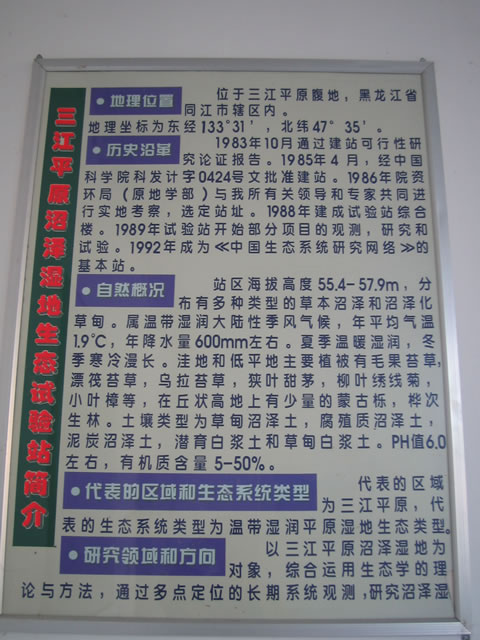 三江平原沼泽湿地生态试验站简介
●地理位置 位于三江平原腹地，黑龙江省
同江市辖区内。
地理坐标为东经133°31′，北纬47°35′。
●历史沿革 1983年10月通过建站可行性研
究论证报告。1985年4月，经中国
科学院科发计字0424号文批准建站。1986年院资
环局（原地学部）与我所有关领导和专家共同进
行实地考察，选定站址。1988年建成试验站综合
楼。1989年试验站开始部分项目的观测，研究和
试验。1992年成为≪中国生态系统研究网络≫的
基本站。
●自然概况 站区海拔高度55.4-57.9m，分
布有多种类型的草本沼泽和沼泽化
草甸。属温带湿润大陆性季风气候，年平均气温
1.9℃，年降水量600mm左右。夏季温暖湿润，冬
季寒冷漫长。洼地和低平地主要植被有毛果苔草，
漂筏苔草，乌拉苔草，狭叶甜茅，柳叶绣线菊，
小叶樟等，在丘状高地上有少量的蒙古栎，桦次
生林。土壤类型为草甸沼泽土，腐殖质沼泽土，
泥炭沼泽土，潜育白浆土和草甸白浆土。PH值6.0
左右，有机质含量5-50%。
●代表的区域和生态系统类型 代表的区域
为三江平原，代
表的生态系统类型为温带湿润平原湿地生态类型。
●研究领域和方向 以三江平原沼泽湿地为
对象，综合运用生态学的理
论与方法，通过多点定位的长期系统观测，研究沼泽湿